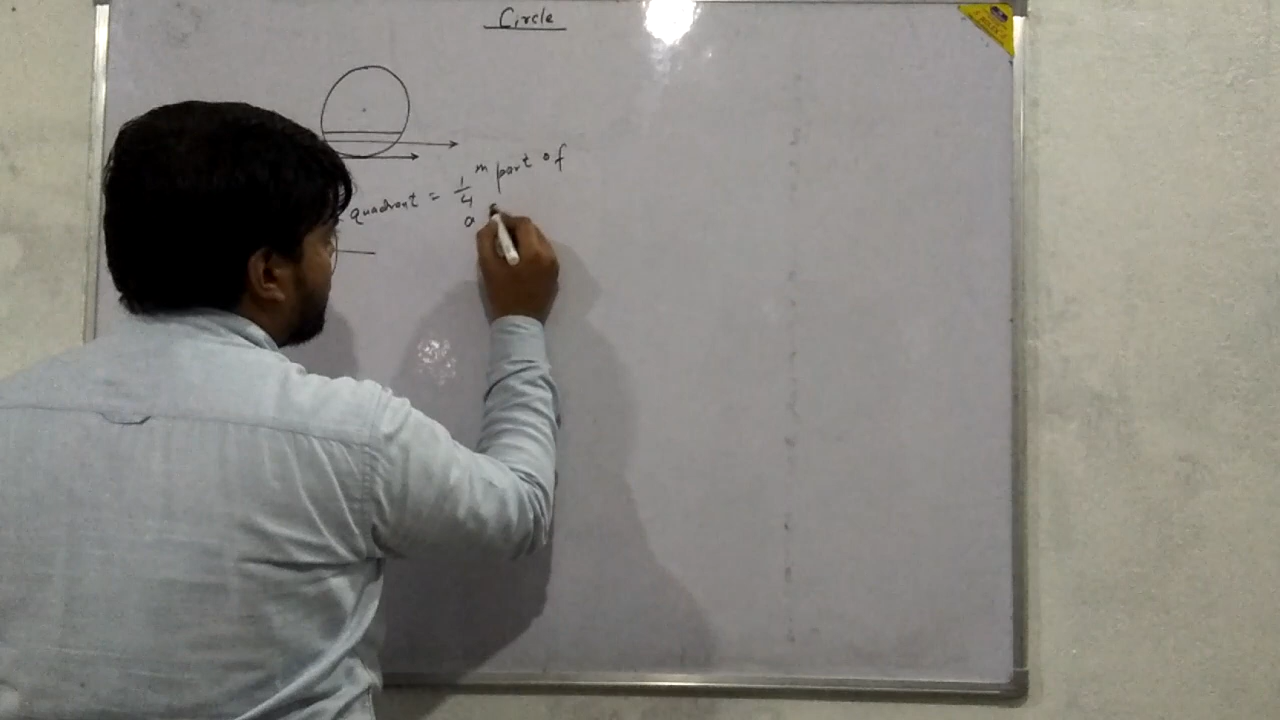 Circle
quadrant = 1/4 th part of
a